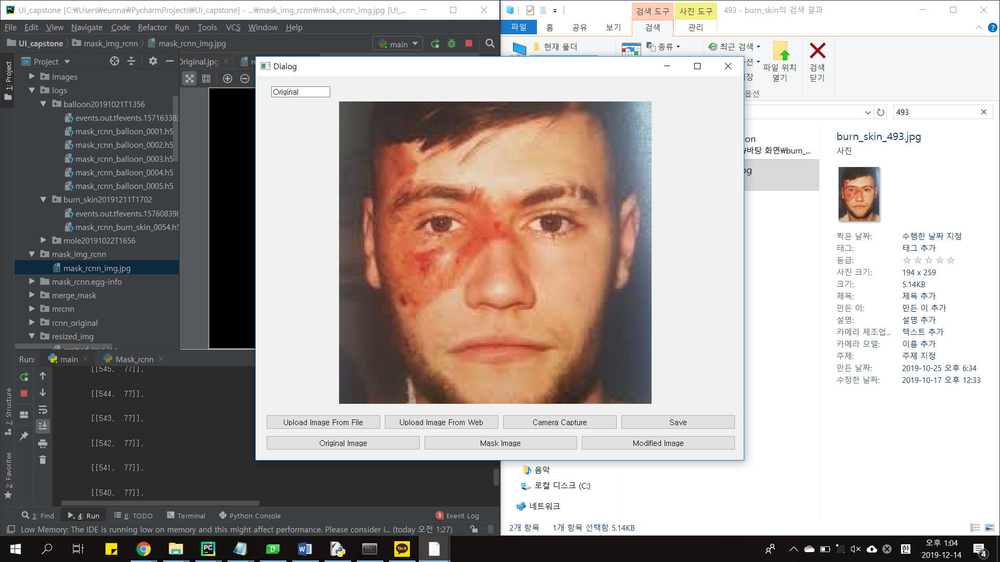 UI_capstone [C:₩Users₩eunna₩PycharmProjects₩UI_capstone] - ...₩mask_img_rcnn₩mask_rcnn_img.jpg [UI_...
File Edit View Navigate Code Refactor Run Tools VCS Window Help
UI_capstone mask_img_rcnn mask_rcnn_img.jpg main
1: Project
Project
Original.jpg
images
logs
balloon20191021T1356
events.out.tfevents.157163383
mask_rcnn_balloon_0001.h5
mask_rcnn_balloon_0002.h5
mask_rcnn_balloon_0003.h5
mask_rcnn_balloon_0004.h5
mask_rcnn_balloon_0005.h5
burn_skin20191211T1702
events.out.tfevents.157608398
mask_rcnn_burn_skin_0054.h5
mole20191022T1656
mask_img_rcnn
mask_rcnn_img.jpg
mask_rcnn.egg-info
merge_mask
mrcnn
rcnn_original
resized_img
Run: main Mask_rcnn
[[545, 77]],
[[544, 77]],
[[543, 77]],
[[542, 77]],
[[541, 77]],
[[540, 77]],
7: Structure
2: Favorites
3: Find 4: Run 6: TODO Terminal Python Console 3 Event Log
Low Memory: The IDE is running low on memory and this might affect performance. Please consider i... (today 오전 1:27)
Dialog
Original
Upload Image From File Upload Image From Web Camera Capture Save
Original Image Mask Image Modified Image
검색 도구 사진 도구 493 - burn_skin의 검색 결과
파일 홈 공유 보기 검색 관리
현재 폴더 종류 최근 검색
파일 위치 열기
검색 닫기
옵션
493
on
₩바탕 화면₩burn_...
burn_skin_493.jpg
사진
찍은 날짜: 수행한 날짜 지정
태그: 태그 추가
등급: ☆☆☆☆☆
사진 크기: 194 x 259
크기: 5.14KB
제목: 제목 추가
만든 이: 만든 이 추가
설명: 설명 추가
카메라 제조업... 텍스트 추가
카메라 모델: 이름 추가
주제: 주제 지정
만든 날짜: 2019-10-25 오후 6:34
수정한 날짜: 2019-10-17 오후 12:33
음악
로컬 디스크 (C:)
네트워크
2개 항목 1개 항목 선택함 5.14KB
PC
D
W
TALK
한
오후 1:04
2019-12-14
4